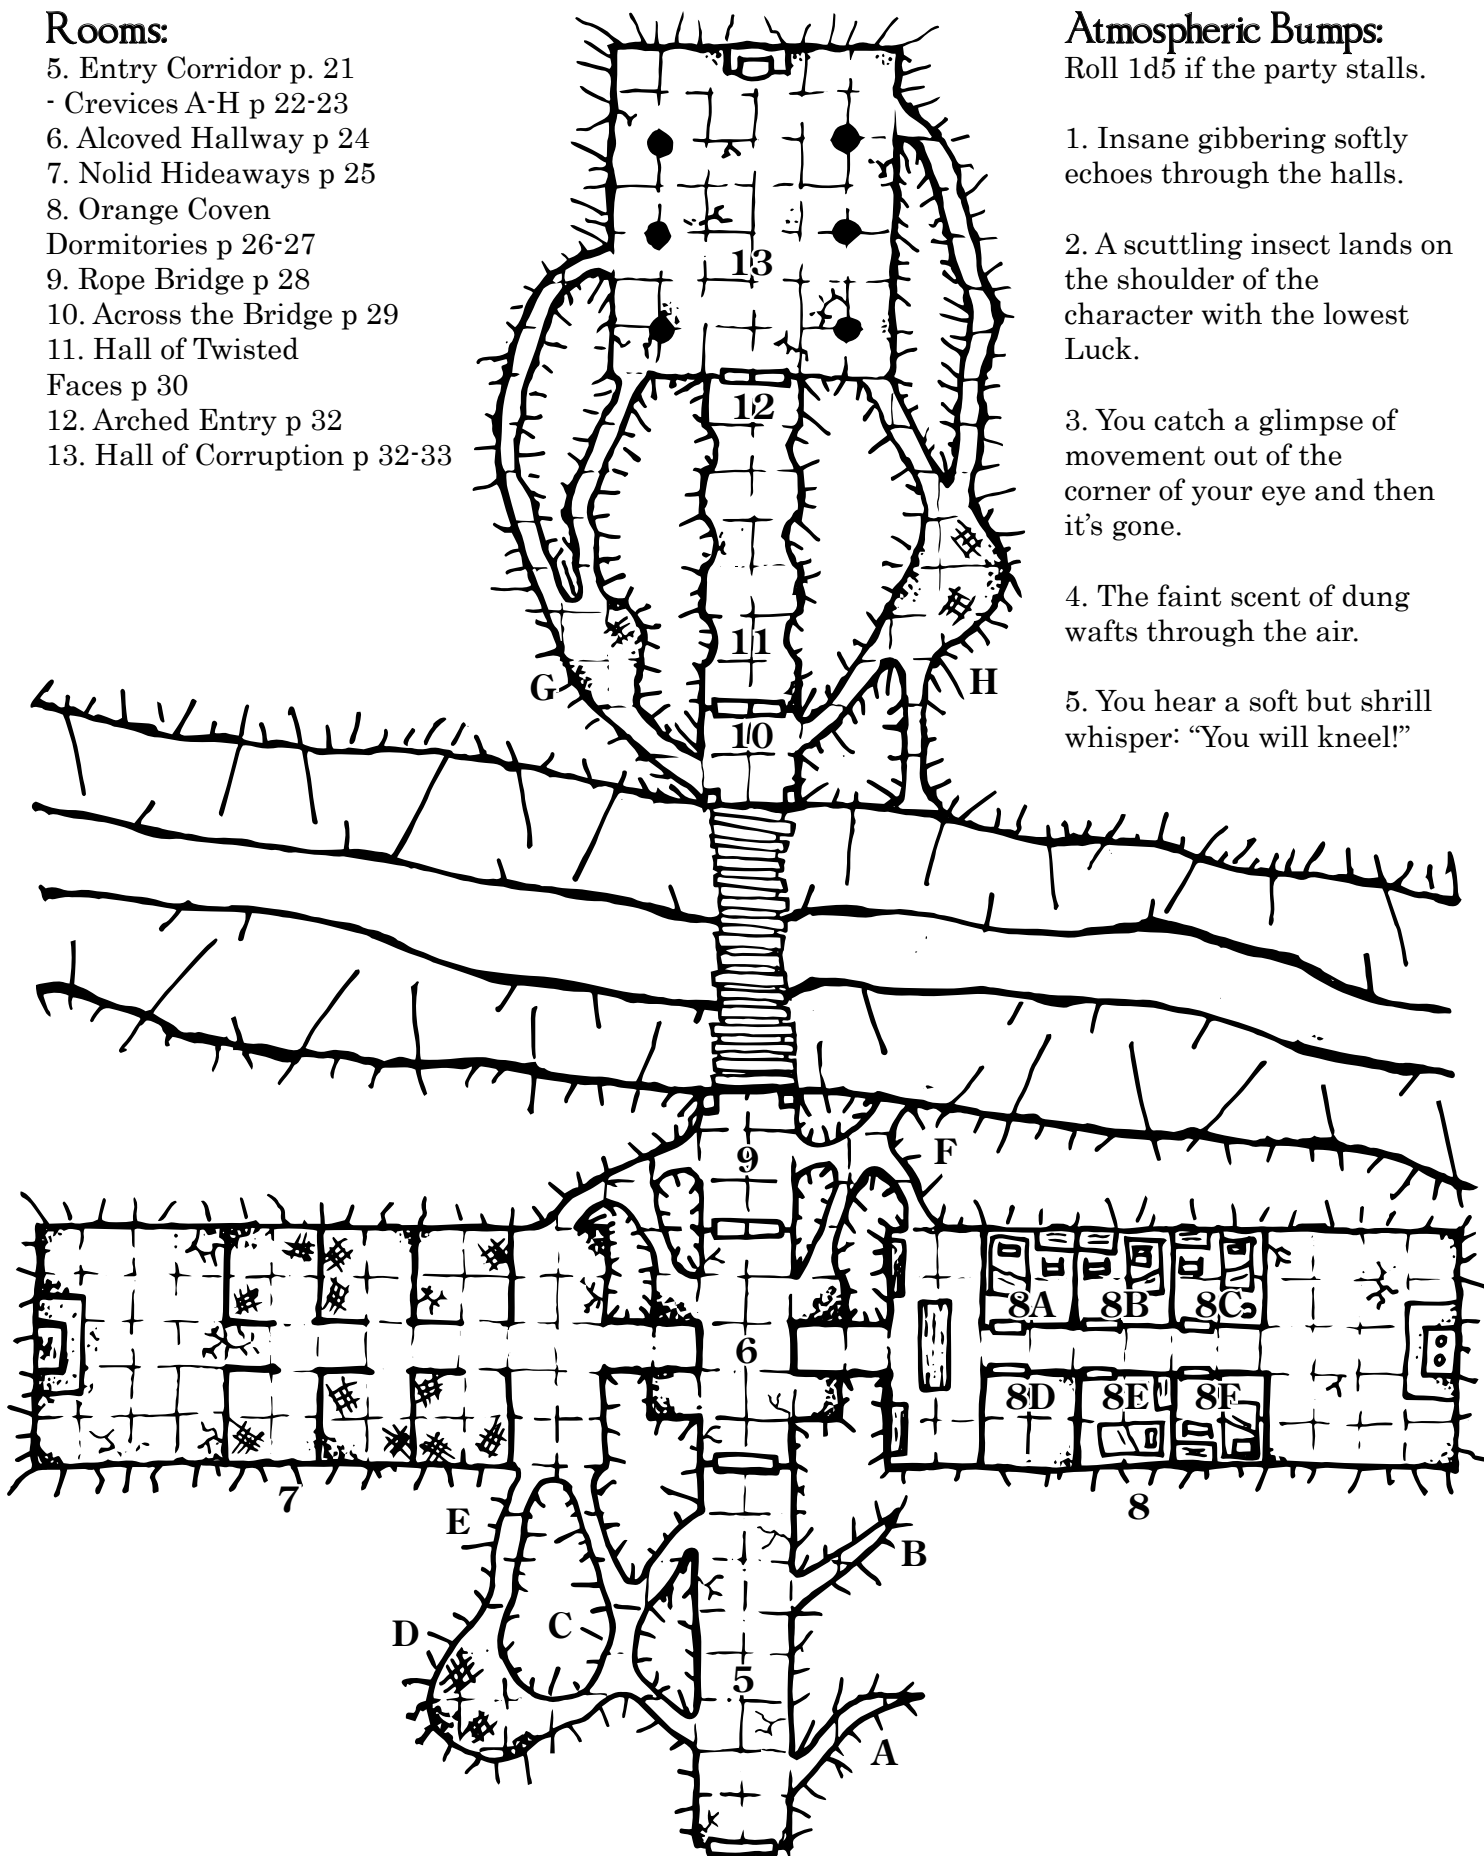 Rooms:
5. Entry Corridor p. 21
- Crevices A-H p 22-23
6. Alcoved Hallway p 24
7. Nolid Hideaways p 25
8. Orange Coven
Dormitories p 26-27
9. Rope Bridge p 28
10. Across the Bridge p 29
11. Hall of Twisted
Faces p 30
12. Arched Entry p 32
13. Hall of Corruption p 32-33
Atmospheric Bumps:
Roll 1d5 if the party stalls.
1. Insane gibbering softly
echoes through the halls.
2. A scuttling insect lands on
the shoulder of the
character with the lowest
Luck.
3. You catch a glimpse of
movement out of the
corner of your eye and then
it’s gone.
4. The faint scent of dung
wafts through the air.
5. You hear a soft but shrill
whisper: “You will kneel!”
13
12
11
G
H
10
9
F
8A 8B 8C
6
8D 8E 8F
7
8
E
B
D
C
5
A